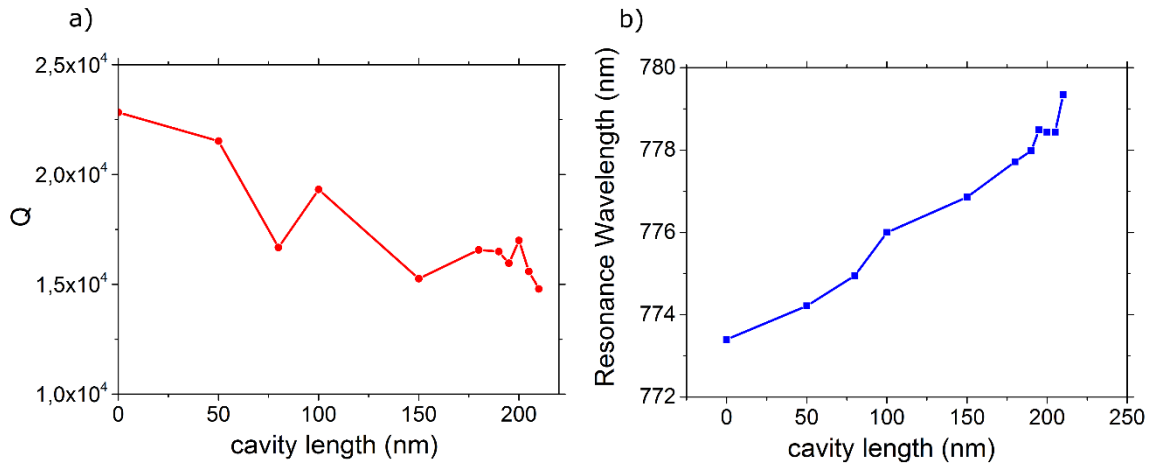 a)
2,5x10⁴
2,0x10⁴
1,5x10⁴
1,0x10⁴
Q
0 50 100 150 200
cavity length (nm)
b)
780
778
776
774
772
Resonance Wavelength (nm)
0 50 100 150 200 250
cavity length (nm)